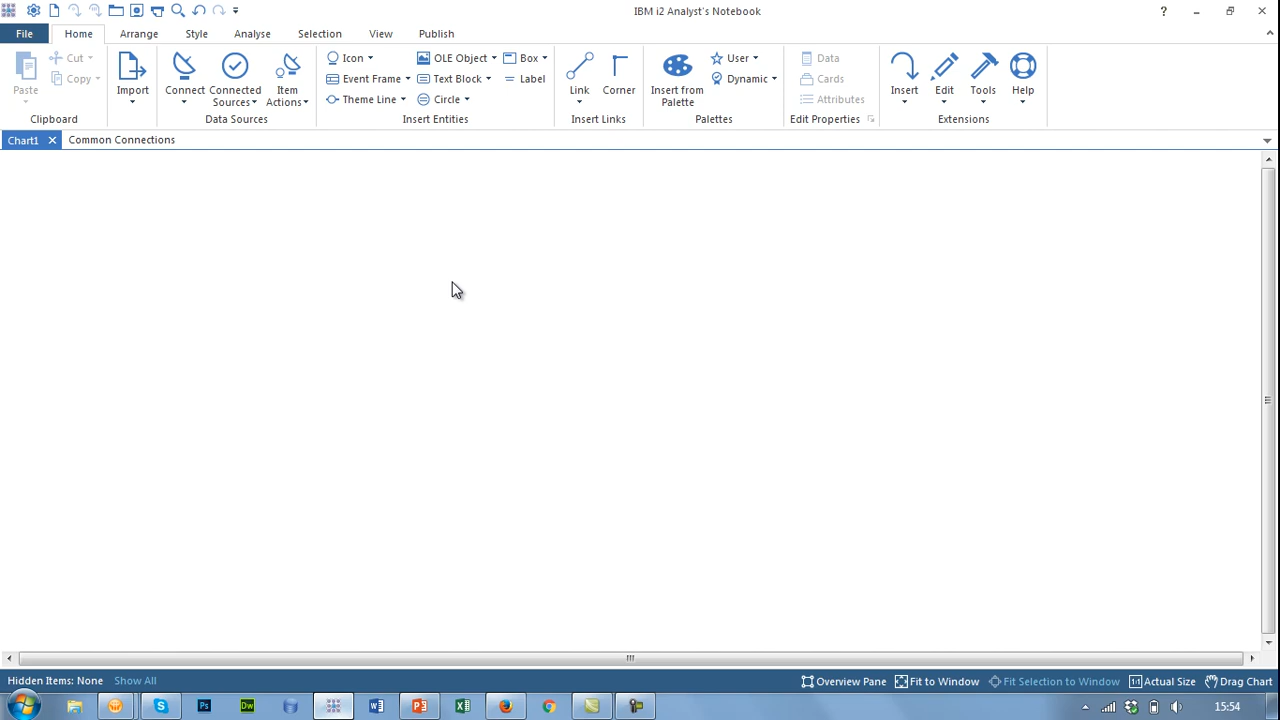 IBM i2 Analyst's Notebook
File Home Arrange Style Analyse Selection View Publish
Paste
Cut
Copy
Clipboard
Import
Connect
Connected Sources
Item Actions
Data Sources
Icon
Event Frame
Theme Line
OLE Object
Text Block
Circle
Box
Label
Insert Entities
Link
Corner
Insert Links
Insert from Palette
User
Dynamic
Palettes
Data
Cards
Attributes
Edit Properties
Insert
Edit
Tools
Help
Extensions
Chart1 Common Connections
Hidden Items: None Show All Overview Pane Fit to Window Fit Selection to Window 1:1 Actual Size Drag Chart
15:54